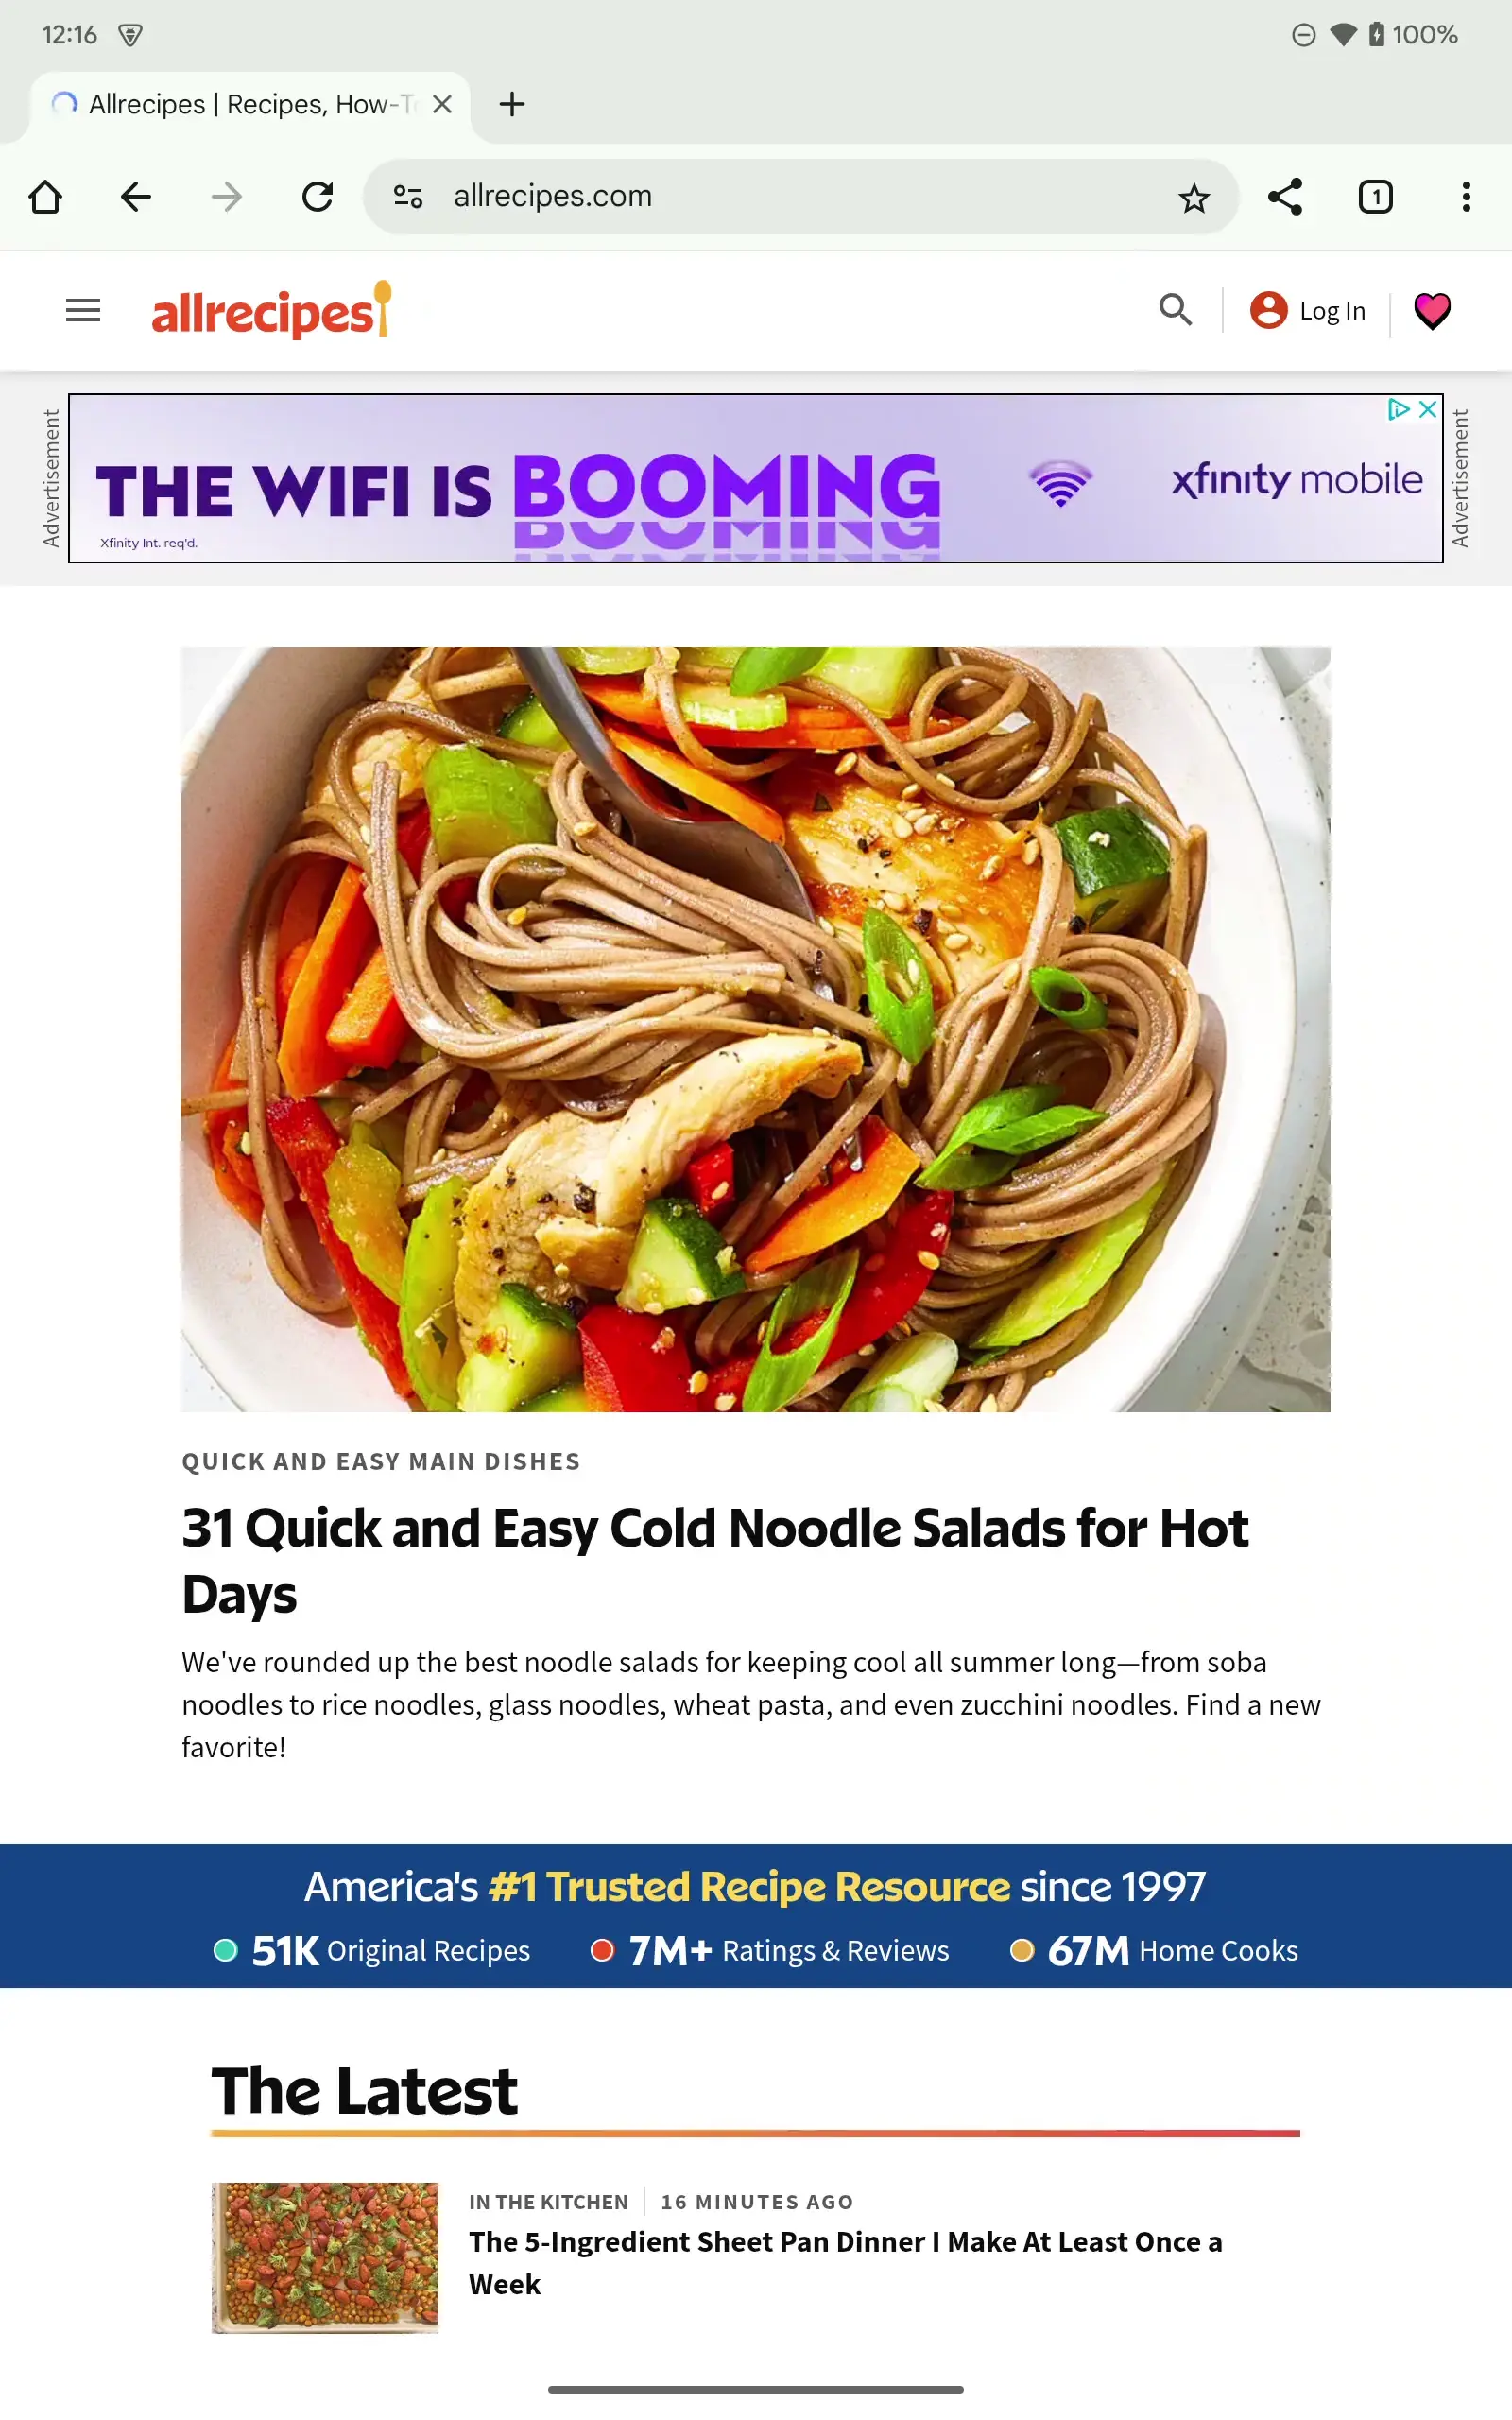 12:16
100%
Allrecipes | Recipes, How-T
allrecipes.com
1
allrecipes
Log In
Advertisement
THE WIFI IS BOOMING
BOOMING
xfinity mobile
Xfinity Int. req'd.
Advertisement
QUICK AND EASY MAIN DISHES
31 Quick and Easy Cold Noodle Salads for Hot
Days
We've rounded up the best noodle salads for keeping cool all summer long—from soba
noodles to rice noodles, glass noodles, wheat pasta, and even zucchini noodles. Find a new
favorite!
America's #1 Trusted Recipe Resource since 1997
51K Original Recipes 7M+ Ratings & Reviews 67M Home Cooks
The Latest
IN THE KITCHEN 16 MINUTES AGO
The 5-Ingredient Sheet Pan Dinner I Make At Least Once a
Week